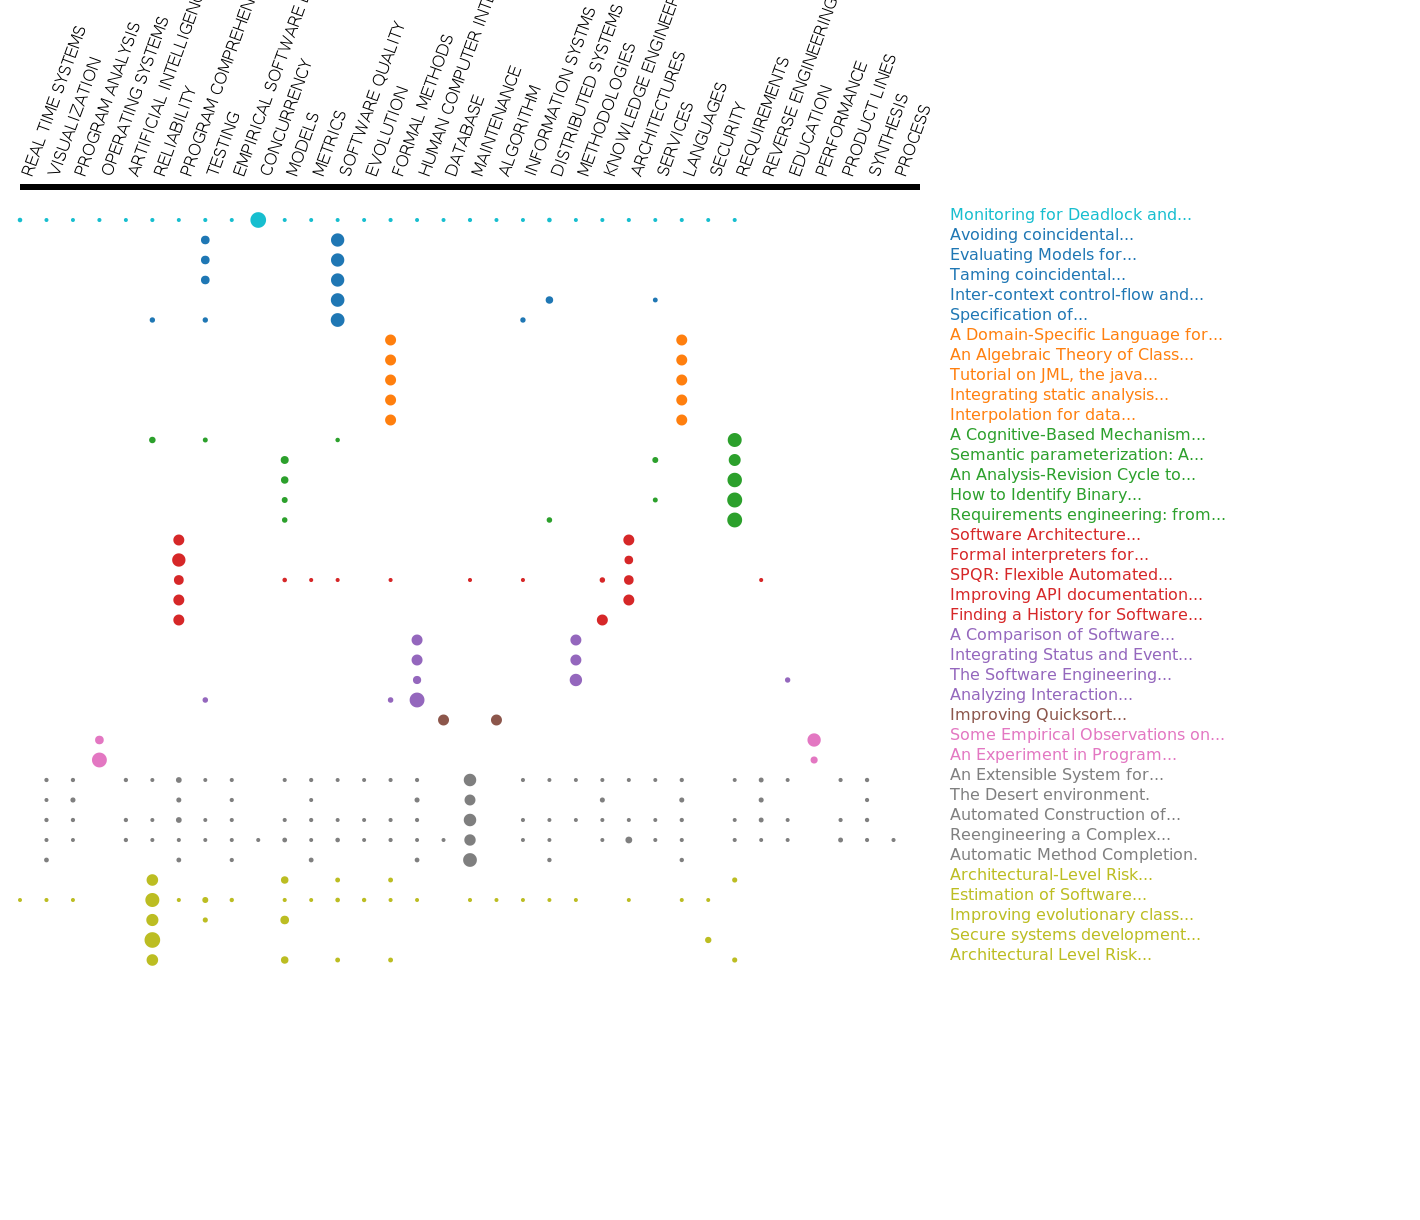 REAL TIME SYSTEMS
VISUALIZATION
PROGRAM ANALYSIS
OPERATING SYSTEMS
ARTIFICIAL INTELLIGENC
RELIABILITY
PROGRAM COMPREHEN
TESTING
EMPIRICAL SOFTWARE
CONCURRENCY
MODELS
METRICS
SOFTWARE QUALITY
EVOLUTION
FORMAL METHODS
HUMAN COMPUTER INTE
DATABASE
MAINTENANCE
ALGORITHM
INFORMATION SYSTMS
DISTRIBUTED SYSTEMS
METHODOLOGIES
KNOWLEDGE ENGINEER
ARCHITECTURES
SERVICES
LANGUAGES
SECURITY
REQUIREMENTS
REVERSE ENGINEERING
EDUCATION
PERFORMANCE
PRODUCT LINES
SYNTHESIS
PROCESS
Monitoring for Deadlock and...
Avoiding coincidental...
Evaluating Models for...
Taming coincidental...
Inter-context control-flow and...
Specification of...
A Domain-Specific Language for...
An Algebraic Theory of Class...
Tutorial on JML, the java...
Integrating static analysis...
Interpolation for data...
A Cognitive-Based Mechanism...
Semantic parameterization: A...
An Analysis-Revision Cycle to...
How to Identify Binary...
Requirements engineering: from...
Software Architecture...
Formal interpreters for...
SPQR: Flexible Automated...
Improving API documentation...
Finding a History for Software...
A Comparison of Software...
Integrating Status and Event...
The Software Engineering...
Analyzing Interaction...
Improving Quicksort...
Some Empirical Observations on...
An Experiment in Program...
An Extensible System for...
The Desert environment.
Automated Construction of...
Reengineering a Complex...
Automatic Method Completion.
Architectural-Level Risk...
Estimation of Software...
Improving evolutionary class...
Secure systems development...
Architectural Level Risk...